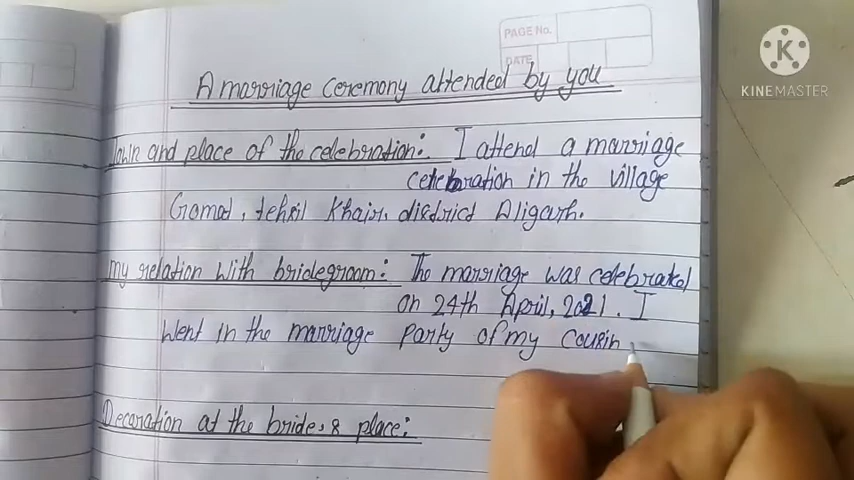 PAGE No.
DATE
K
KINEMASTER
A marriage ceremony attended by you
and place of the celebration: I attend a marriage
celebration in the village
Gomat, tehsil Khair, district Aligarh.
My relation with bridegroom: The marriage was celebrated
on 24th April, 2021. I
went in the marriage party of my cousin
Decoration at the bride,s place: